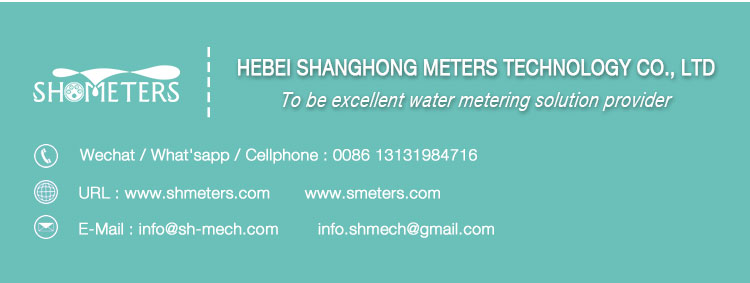 SHOMETERS
HEBEI SHANGHONG METERS TECHNOLOGY CO., LTD
To be excellent water metering solution provider
Wechat / What'sapp / Cellphone : 0086 13131984716
URL : www.shmeters.com www.smeters.com
E-Mail : info@sh-mech.com info.shmech@gmail.com